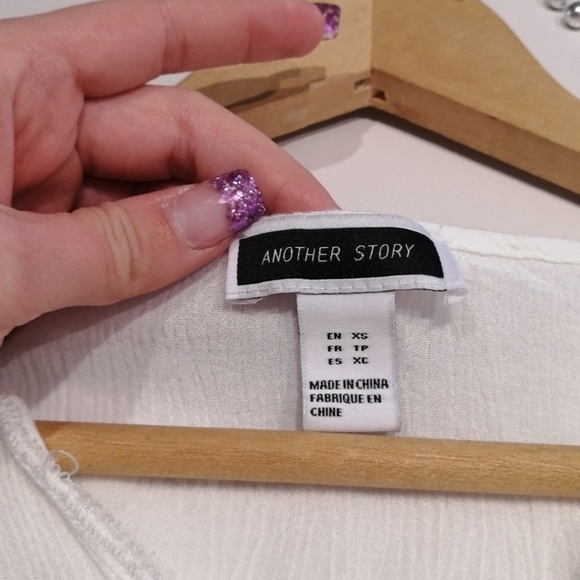 ANOTHER STORY
EN XS
FR TP
ES XC
MADE IN CHINA
FABRIQUE EN
CHINE